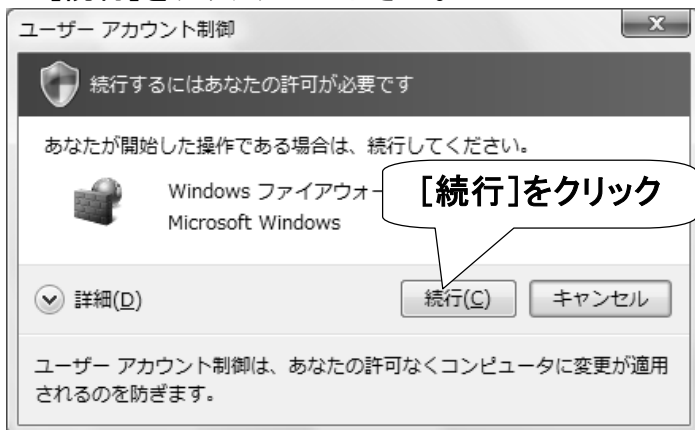 ユーザー アカウント制御
続行するにはあなたの許可が必要です
あなたが開始した操作である場合は、続行してください。
Windows ファイアウォー
[続行]をクリック
Microsoft Windows
詳細(D)
続行(C)
キャンセル
ユーザー アカウント制御は、あなたの許可なくコンピュータに変更が適用
されるのを防ぎます。